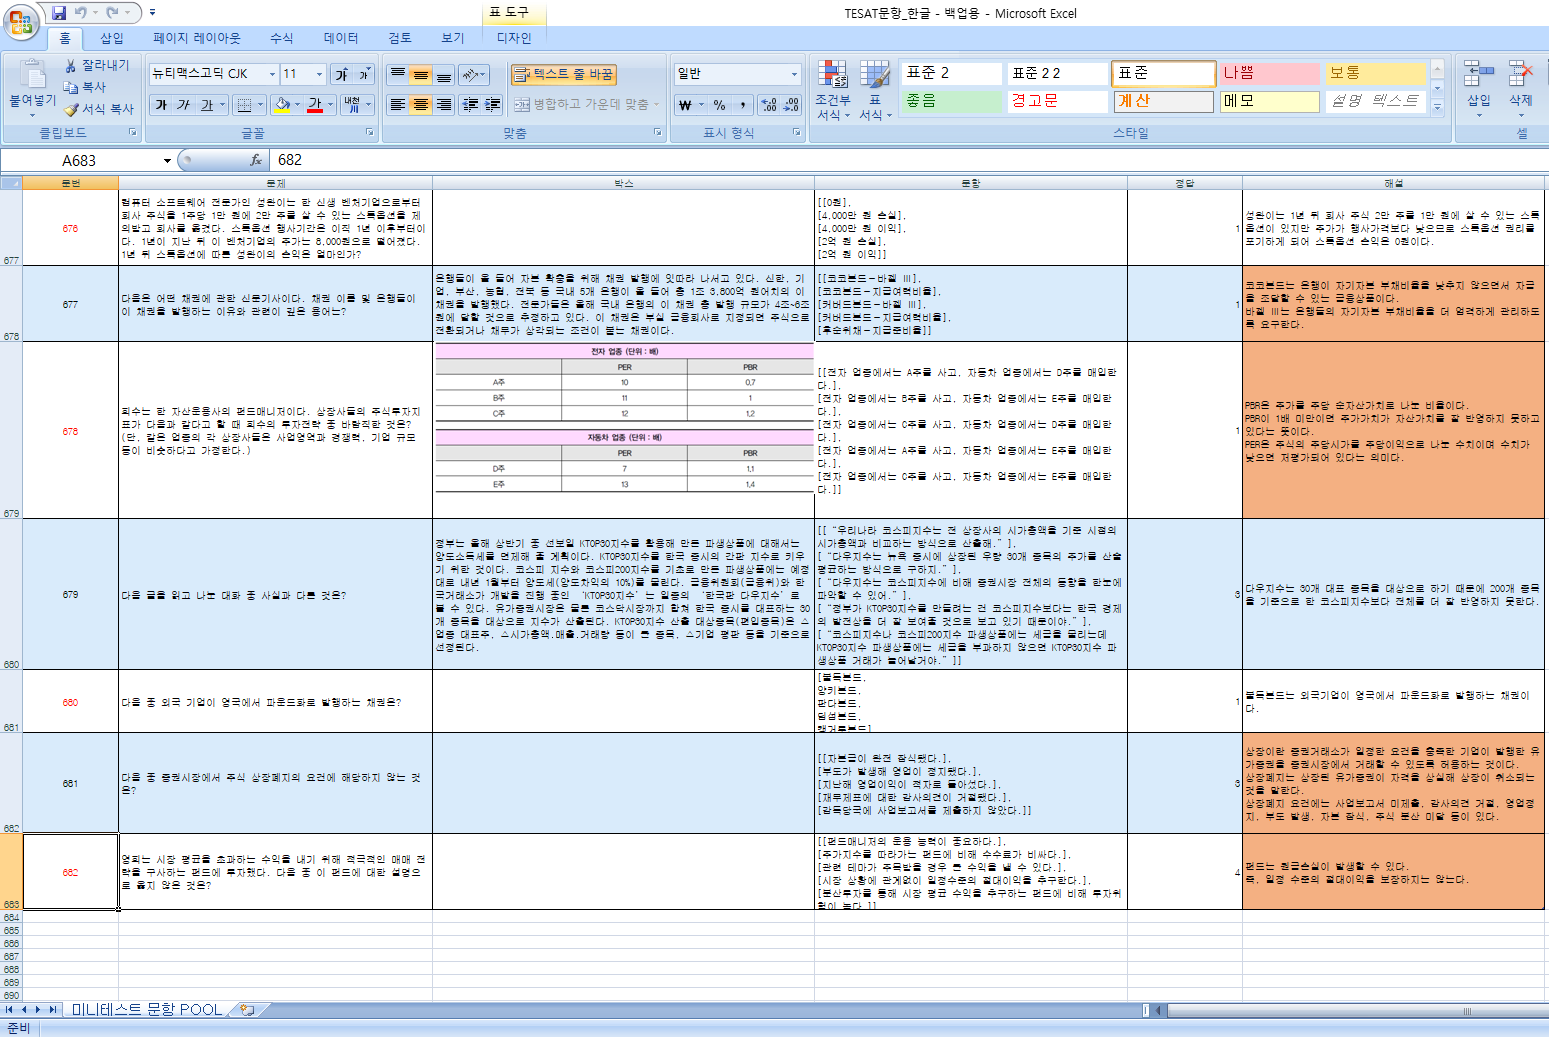 표 도구
TESAT문항_한글 - 백업용 - Microsoft Excel
홈 삽입 페이지 레이아웃 수식 데이터 검토 보기 디자인
붙여넣기
잘라내기
복사
서식 복사
클립보드
뉴티맥스고딕 CJK 11
가 가 가 가 가 내천
글꼴
텍스트 줄 바꿈
병합하고 가운데 맞춤
맞춤
일반
₩ % ,
표시 형식
조건부 서식
표 서식
표준 2 표준 2 2 표준 나쁨 보통
좋음 경고문 계산 메모 설명 텍스트
스타일
삽입 삭제
셀
A683 fx 682
문번 문제 박스 문항 정답 해설
677
676
컴퓨터 소프트웨어 전문가인 성완이는 한 신생 벤처기업으로부터
회사 주식을 1주당 1만 원에 2만 주를 살 수 있는 스톡옵션을 제
의받고 회사를 옮겼다. 스톡옵션 행사기간은 이직 1년 이후부터이
다. 1년이 지난 뒤 이 벤처기업의 주가는 8,000원으로 떨어졌다.
1년 뒤 스톡옵션에 따른 성완이의 손익은 얼마인가?
[[0원],
[4,000만 원 손실],
[4,000만 원 이익],
[2억 원 손실],
[2억 원 이익]]
1
성완이는 1년 뒤 회사 주식 2만 주를 1만 원에 살 수 있는 스톡
옵션이 있지만 주가가 행사가격보다 낮으므로 스톡옵션 권리를
포기하게 되어 스톡옵션 손익은 0원이다.
678
677
다음은 어떤 채권에 관한 신문기사이다. 채권 이름 및 은행들이
이 채권을 발행하는 이유와 관련이 깊은 용어는?
은행들이 올 들어 자본 확충을 위해 채권 발행에 잇따라 나서고 있다. 신한, 기
업, 부산, 농협, 전북 등 국내 5개 은행이 올 들어 총 1조 3,800억 원어치의 이
채권을 발행했다. 전문가들은 올해 국내 은행의 이 채권 총 발행 규모가 4조~6조
원에 달할 것으로 추정하고 있다. 이 채권은 부실 금융회사로 지정되면 주식으로
전환되거나 채무가 상각되는 조건이 붙는 채권이다.
[[코코본드-바젤 Ⅲ],
[코코본드-지급여력비율],
[커버드본드-바젤 Ⅲ],
[커버드본드-지급여력비율],
[후순위채-지급준비율]]
1
코코본드는 은행이 자기자본 부채비율을 낮추지 않으면서 자금
을 조달할 수 있는 금융상품이다.
바젤 Ⅲ는 은행들의 자기자본 부채비율을 더 엄격하게 관리하도
록 요구한다.
679
678
희수는 한 자산운용사의 펀드매니저이다. 상장사들의 주식투자지
표가 다음과 같다고 할 때 희수의 투자전략 중 바람직한 것은?
(단, 같은 업종의 각 상장사들은 사업영역과 경쟁력, 기업 규모
등이 비슷하다고 가정한다.)
전자 업종 (단위 : 배)
PER PBR
A주 10 0.7
B주 11 1
C주 12 1.2
자동차 업종 (단위 : 배)
PER PBR
D주 7 1.1
E주 13 1.4
[[전자 업종에서는 A주를 사고, 자동차 업종에서는 D주를 매입한
다.],
[전자 업종에서는 B주를 사고, 자동차 업종에서는 E주를 매입한
다.],
[전자 업종에서는 C주를 사고, 자동차 업종에서는 D주를 매입한
다.],
[전자 업종에서는 A주를 사고, 자동차 업종에서는 E주를 매입한
다.],
[전자 업종에서는 C주를 사고, 자동차 업종에서는 E주를 매입한
다.]]
1
PBR은 주가를 주당 순자산가치로 나눈 비율이다.
PBR이 1배 미만이면 주가가치가 자산가치를 잘 반영하지 못하고
있다는 뜻이다.
PER은 주식의 주당시가를 주당이익으로 나눈 수치이며 수치가
낮으면 저평가되어 있다는 의미다.
680
679
다음 글을 읽고 나눈 대화 중 사실과 다른 것은?
정부는 올해 상반기 중 선보일 KTOP30지수를 활용해 만든 파생상품에 대해서는
양도소득세를 면제해 줄 계획이다. KTOP30지수를 한국 증시의 간판 지수로 키우
기 위한 것이다. 코스피 지수와 코스피200지수를 기초로 만든 파생상품에는 예정
대로 내년 1월부터 양도세(양도차익의 10%)를 물린다. 금융위원회(금융위)와 한
국거래소가 개발을 진행 중인 ‘KTOP30지수’는 일종의 ‘한국판 다우지수’로
볼 수 있다. 유가증권시장은 물론 코스닥시장까지 합쳐 한국 증시를 대표하는 30
개 종목을 대상으로 지수가 산출된다. KTOP30지수 산출 대상종목(편입종목)은 △
업종 대표주, △시가총액.매출.거래량 등이 큰 종목, △기업 평판 등을 기준으로
선정된다.
[[ “우리나라 코스피지수는 전 상장사의 시가총액을 기준 시점의
시가총액과 비교하는 방식으로 산출해.” ],
[ “다우지수는 뉴욕 증시에 상장된 우량 30개 종목의 주가를 산술
평균하는 방식으로 구하지.” ],
[ “다우지수는 코스피지수에 비해 증권시장 전체의 동향을 한눈에
파악할 수 있어.” ],
[ “정부가 KTOP30지수를 만들려는 건 코스피지수보다는 한국 경제
의 발전상을 더 잘 보여줄 것으로 보고 있기 때문이야.” ],
[ “코스피지수나 코스피200지수 파생상품에는 세금을 물리는데
KTOP30지수 파생상품에는 세금을 부과하지 않으면 KTOP30지수 파
생상품 거래가 늘어날거야.” ]]
3
다우지수는 30개 대표 종목을 대상으로 하기 때문에 200개 종목
을 기준으로 한 코스피지수보다 전체를 더 잘 반영하지 못한다.
681
680
다음 중 외국 기업이 영국에서 파운드화로 발행하는 채권은?
[불독본드,
양키본드,
판다본드,
딤섬본드,
캥거루본드]
1
불독본드는 외국기업이 영국에서 파운드화로 발행하는 채권이
다.
682
681
다음 중 증권시장에서 주식 상장폐지의 요건에 해당하지 않는 것
은?
[[자본금이 완전 잠식됐다.],
[부도가 발생해 영업이 정지됐다.],
[지난해 영업이익이 적자로 돌아섰다.],
[재무제표에 대한 감사의견이 거절됐다.],
[감독당국에 사업보고서를 제출하지 않았다.]]
3
상장이란 증권거래소가 일정한 요건을 충족한 기업이 발행한 유
가증권을 증권시장에서 거래할 수 있도록 허용하는 것이다.
상장폐지는 상장된 유가증권이 자격을 상실해 상장이 취소되는
것을 말한다.
상장폐지 요건에는 사업보고서 미제출, 감사의견 거절, 영업정
지, 부도 발생, 자본 잠식, 주식 분산 미달 등이 있다.
683
682
영희는 시장 평균을 초과하는 수익을 내기 위해 적극적인 매매 전
략을 구사하는 펀드에 투자했다. 다음 중 이 펀드에 대한 설명으
로 옳지 않은 것은?
[[펀드매니저의 운용 능력이 중요하다.],
[주가지수를 따라가는 펀드에 비해 수수료가 비싸다.],
[관련 테마가 주목받을 경우 큰 수익을 낼 수 있다.],
[시장 상황에 관계없이 일정수준의 절대이익을 추구한다.],
[분산투자를 통해 시장 평균 수익을 추구하는 펀드에 비해 투자위
험이 높다.]]
4
펀드는 원금손실이 발생할 수 있다.
즉, 일정 수준의 절대이익을 보장하지는 않는다.
684
685
686
687
688
689
690
미니테스트 문항 POOL
준비